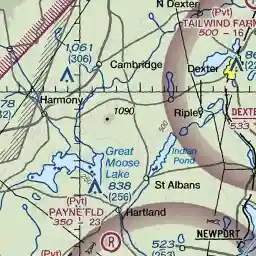 (Pvt)
N Dexter
TAILWIND FARM
500 - 16
1061
(306)
Cambridge
Dexter
Harmony
1090
500
Ripley
DEXTE
533
Great
Moose
Lake
Indian
Pond
838
(256)
St Albans
(Pvt)
PAYNE FLD
350 - 23
Hartland
R
NEWPORT
523